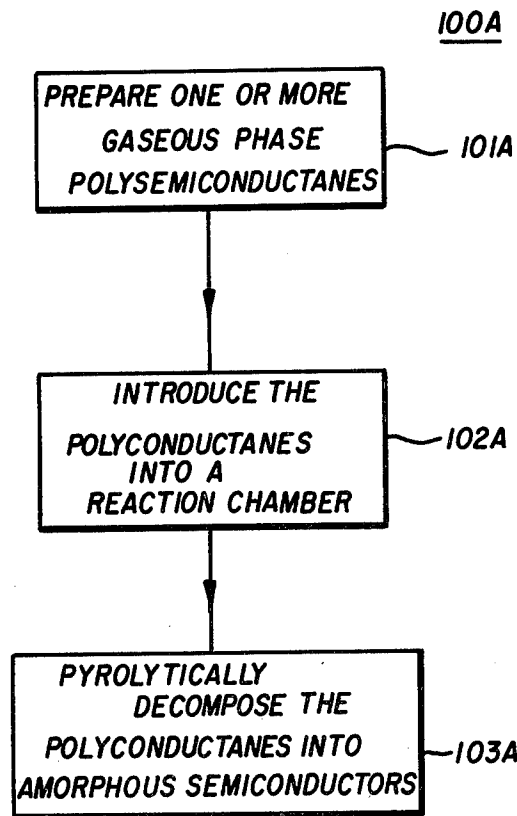 100A
PREPARE ONE OR MORE
GASEOUS PHASE
POLYSEMICONDUCTANES
101A
INTRODUCE THE
POLYCONDUCTANES
INTO A
REACTION CHAMBER
102A
PYROLYTICALLY
DECOMPOSE THE
POLYCONDUCTANES INTO
AMORPHOUS SEMICONDUCTORS
103A